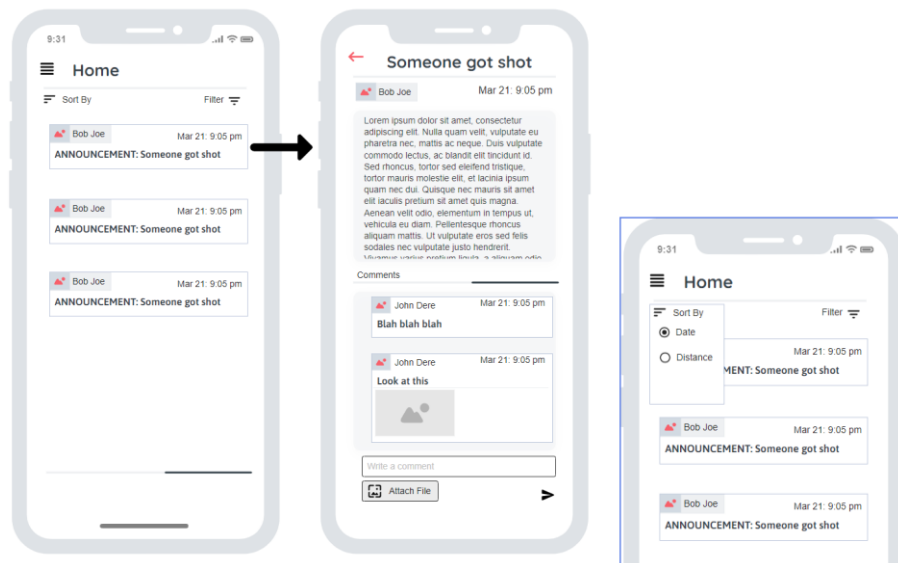 9:31
Home
Sort By
Filter
Bob Joe
Mar 21: 9:05 pm
ANNOUNCEMENT: Someone got shot
Bob Joe
Mar 21: 9:05 pm
ANNOUNCEMENT: Someone got shot
Bob Joe
Mar 21: 9:05 pm
ANNOUNCEMENT: Someone got shot
Someone got shot
Bob Joe
Mar 21: 9:05 pm
Lorem ipsum dolor sit amet, consectetur
adipiscing elit. Nulla quam velit, vulputate eu
pharetra nec, mattis ac neque. Duis vulputate
commodo lectus, ac blandit elit tincidunt id.
Sed rhoncus, tortor sed eleifend tristique,
tortor mauris molestie elit, et lacinia ipsum
quam nec dui. Quisque nec mauris sit amet
elit iaculis pretium sit amet quis magna.
Aenean velit odio, elementum in tempus ut,
vehicula eu diam. Pellentesque rhoncus
aliquam mattis. Ut vulputate eros sed felis
sodales nec vulputate justo hendrerit.
Vivamus varius pretium ligula, a aliquam odio
Comments
John Dere
Mar 21: 9:05 pm
Blah blah blah
John Dere
Mar 21: 9:05 pm
Look at this
Write a comment
Attach File
9:31
Home
Sort By
Filter
Date
Distance
Mar 21: 9:05 pm
MENT: Someone got shot
Bob Joe
Mar 21: 9:05 pm
ANNOUNCEMENT: Someone got shot
Bob Joe
Mar 21: 9:05 pm
ANNOUNCEMENT: Someone got shot